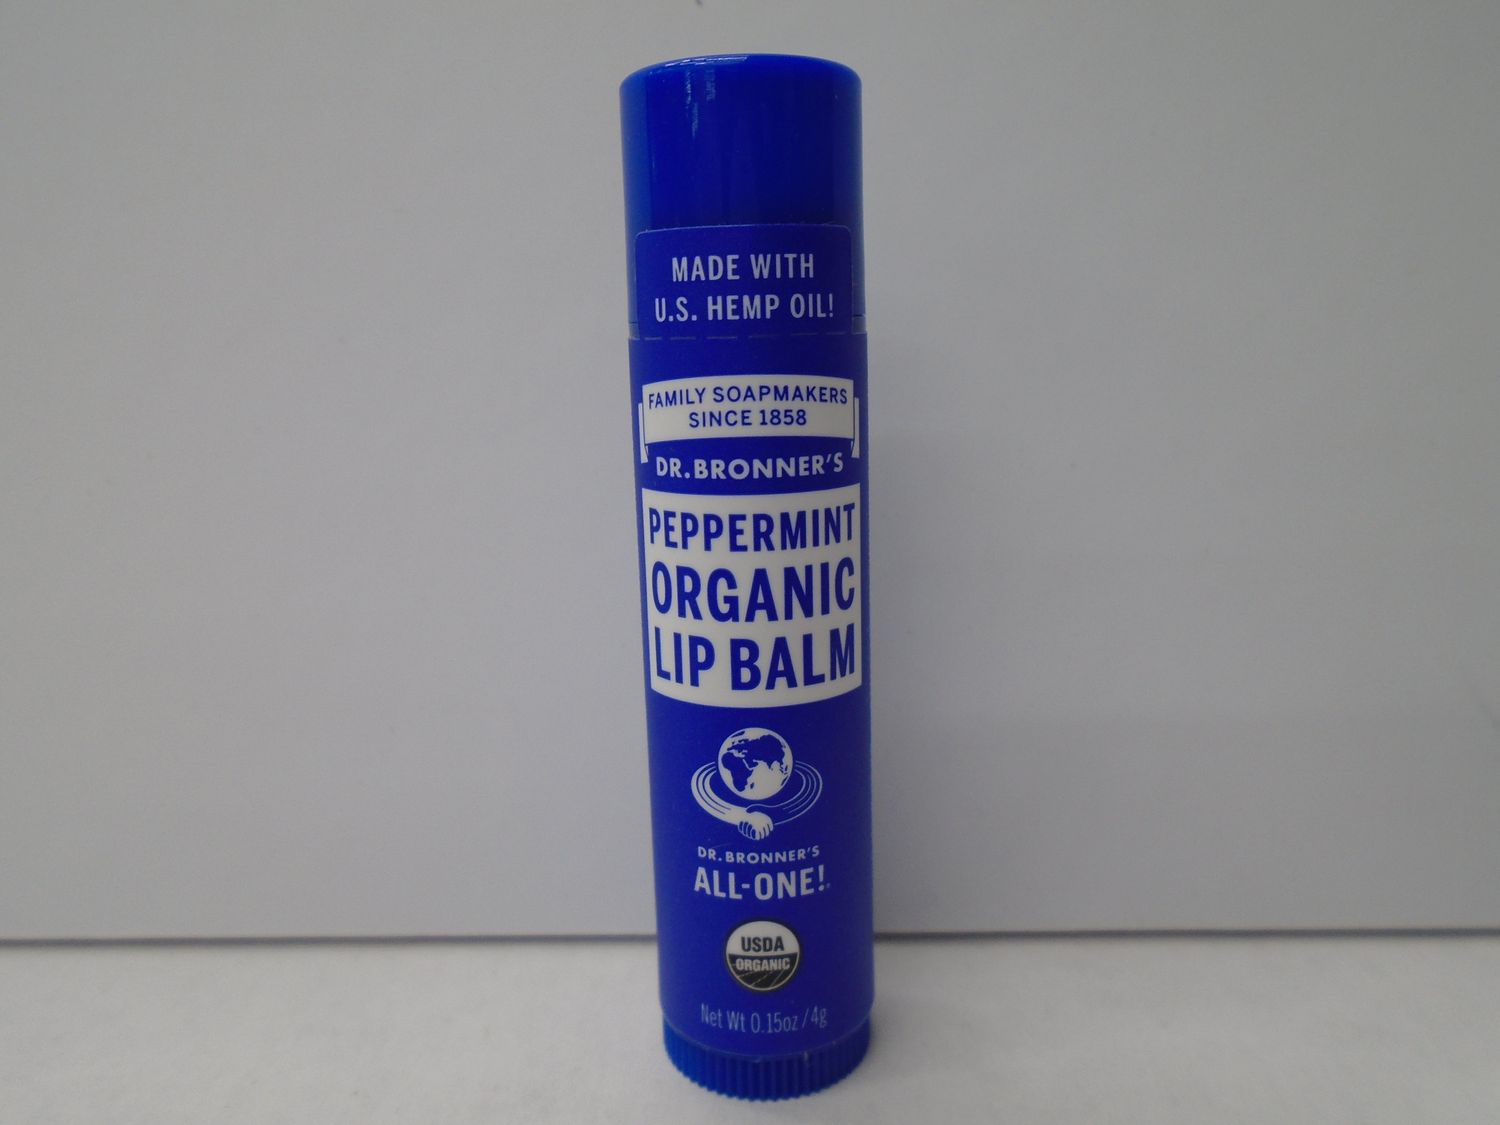 MADE WITH
U.S. HEMP OIL!
FAMILY SOAPMAKERS
SINCE 1858
DR. BRONNER'S
PEPPERMINT
ORGANIC
LIP BALM
DR. BRONNER'S
ALL-ONE!
USDA
ORGANIC
Net Wt 0.15oz / 4g